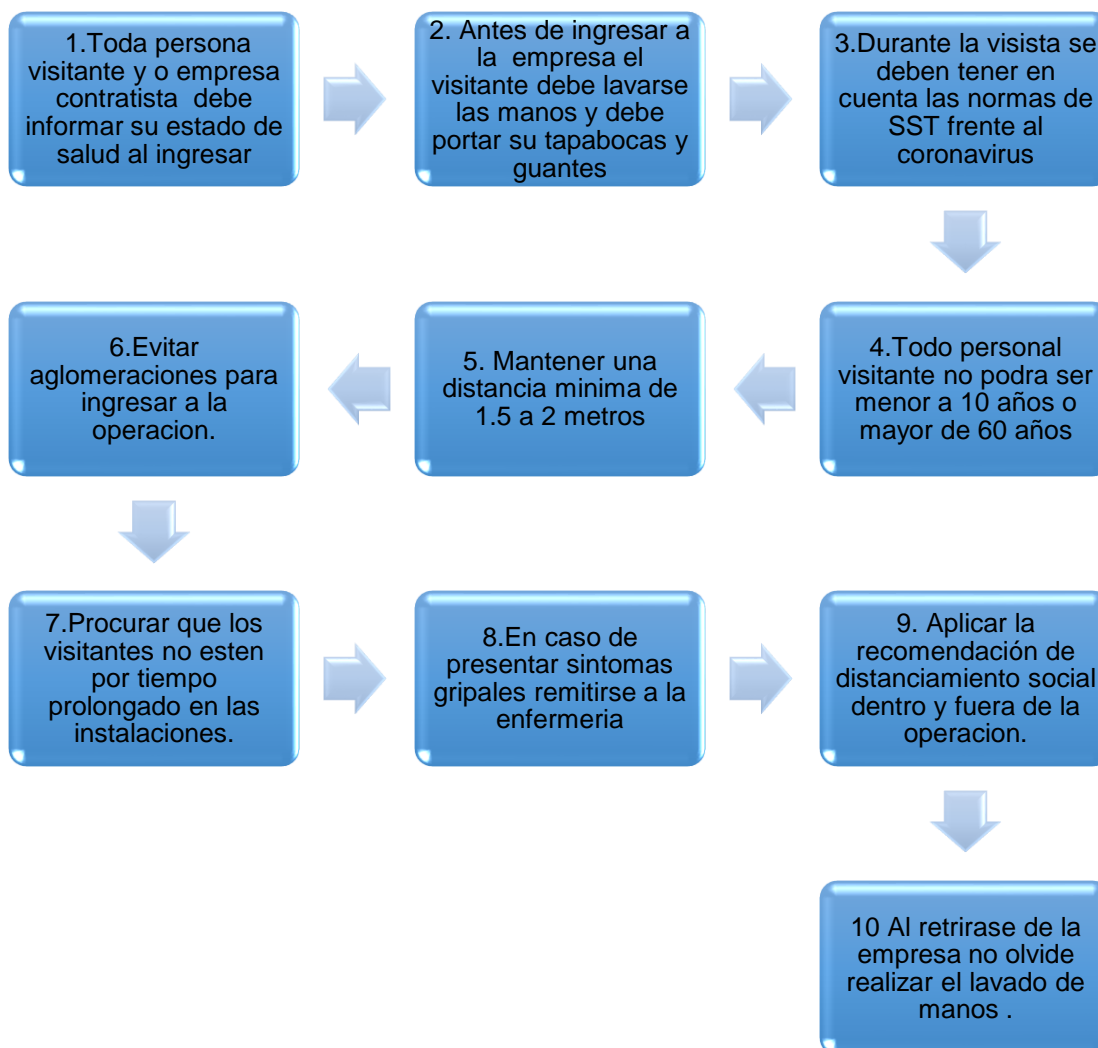 1.Toda persona
visitante y o empresa
contratista debe
informar su estado de
salud al ingresar
2. Antes de ingresar a
la empresa el
visitante debe lavarse
las manos y debe
portar su tapabocas y
guantes
3.Durante la visista se
deben tener en
cuenta las normas de
SST frente al
coronavirus
4.Todo personal
visitante no podra ser
menor a 10 años o
mayor de 60 años
5. Mantener una
distancia minima de
1.5 a 2 metros
6.Evitar
aglomeraciones para
ingresar a la
operacion.
7.Procurar que los
visitantes no esten
por tiempo
prolongado en las
instalaciones.
8.En caso de
presentar sintomas
gripales remitirse a la
enfermeria
9. Aplicar la
recomendación de
distanciamiento social
dentro y fuera de la
operacion.
10 Al retrirase de la
empresa no olvide
realizar el lavado de
manos .